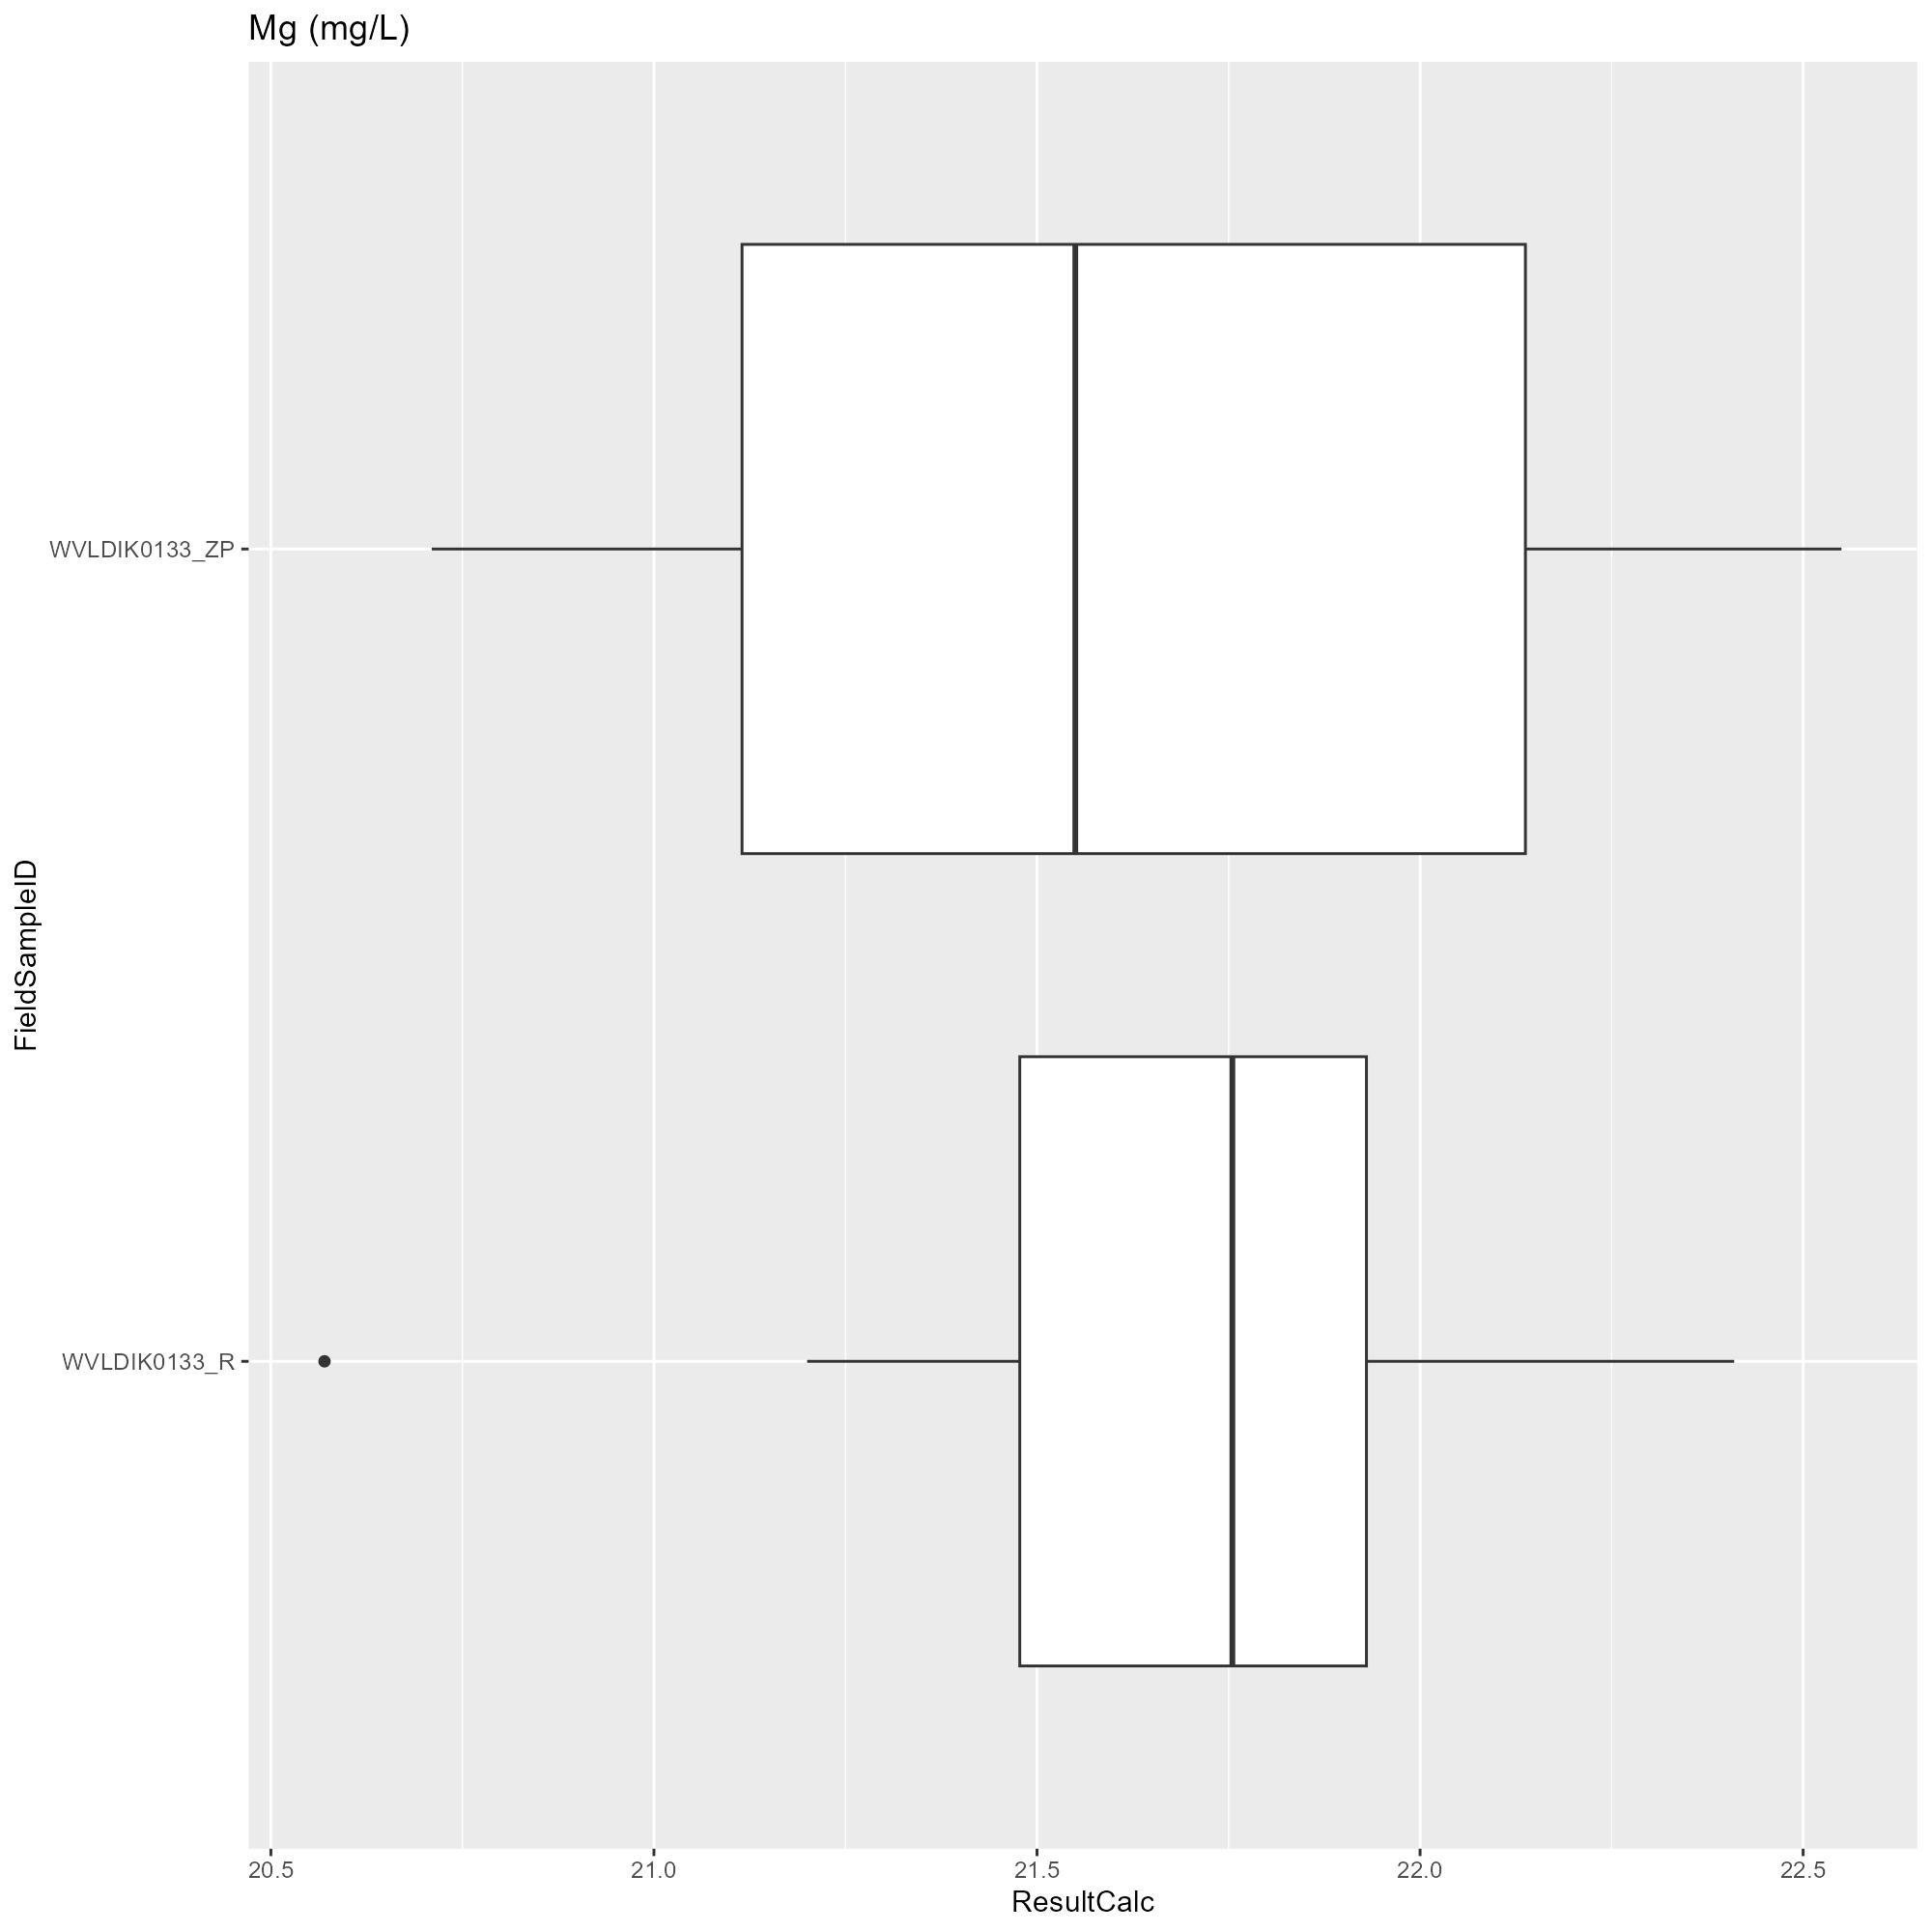 Mg (mg/L)
FieldSampleID
WVLDIK0133_ZP
WVLDIK0133_R
20.5 21.0 21.5 22.0 22.5
ResultCalc